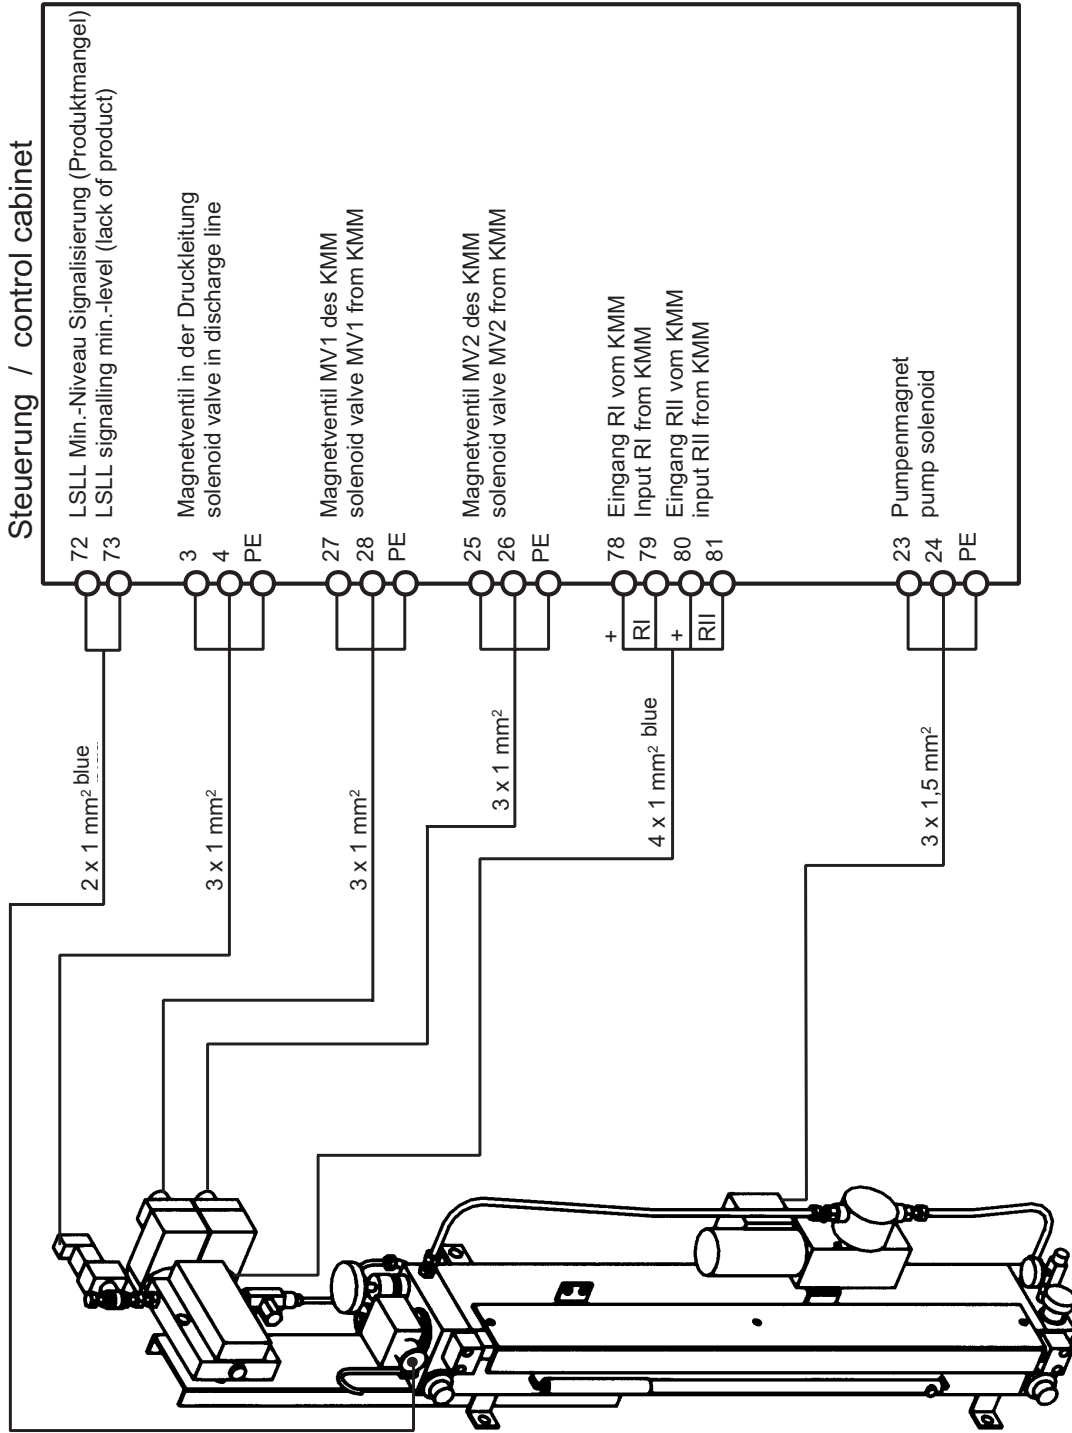 Steuerung / control cabinet
72
73
LSLL Min.-Niveau Signalisierung (Produktmangel)
LSLL signalling min.-level (lack of product)
2 x 1 mm² blue
3
4
PE
Magnetventil in der Druckleitung
solenoid valve in discharge line
3 x 1 mm²
27
28
PE
Magnetventil MV1 des KMM
solenoid valve MV1 from KMM
3 x 1 mm²
25
26
PE
Magnetventil MV2 des KMM
solenoid valve MV2 from KMM
3 x 1 mm²
78
79
80
81
Eingang RI vom KMM
Input RI from KMM
Eingang RII vom KMM
input RII from KMM
+
RI
+
RII
4 x 1 mm² blue
23
24
PE
Pumpenmagnet
pump solenoid
3 x 1,5 mm²